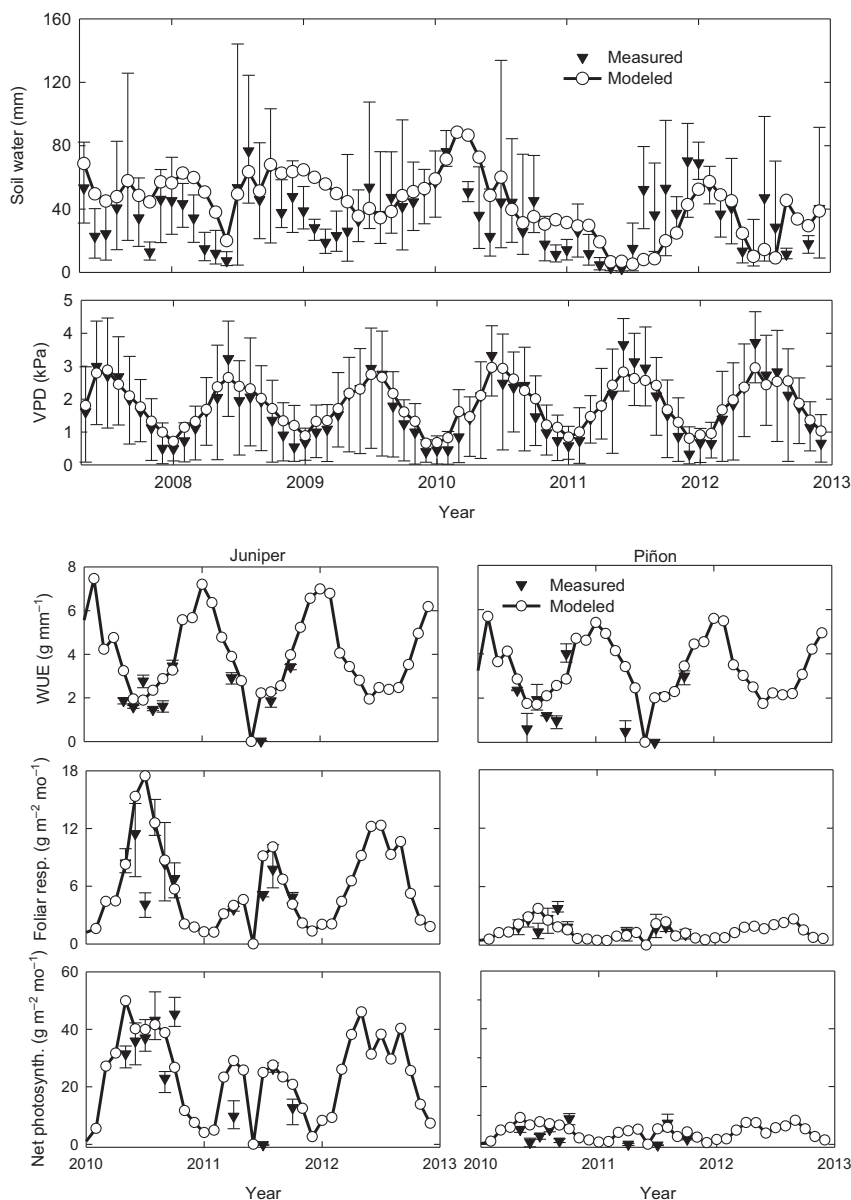 160
120
80
40
0
Soil water (mm)
Measured
Modeled
5
4
3
2
1
0
VPD (kPa)
2008
2009
2010
2011
2012
2013
Year
Juniper
Piñon
8
6
4
2
0
WUE (g mm⁻¹)
Measured
Modeled
18
12
6
0
Foliar resp. (g m⁻² mo⁻¹)
60
40
20
0
Net photosynth. (g m⁻² mo⁻¹)
2010
2011
2012
2013
Year
2010
2011
2012
2013
Year